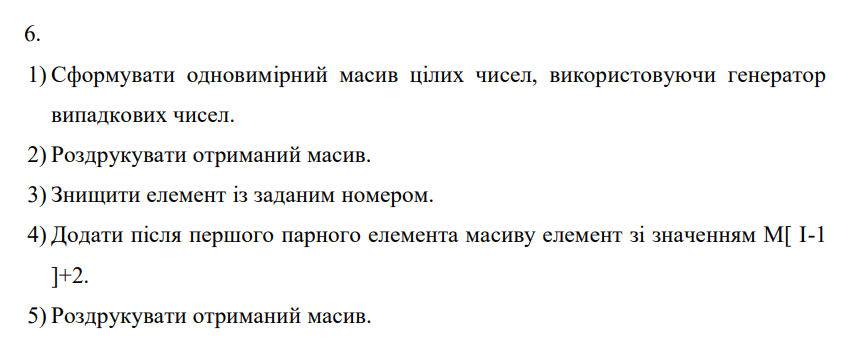 6.
1) Сформувати одновимірний масив цілих чисел, використовуючи генератор
випадкових чисел.
2) Роздрукувати отриманий масив.
3) Знищити елемент із заданим номером.
4) Додати після першого парного елемента масиву елемент зі значенням M[ I-1
]+2.
5) Роздрукувати отриманий масив.